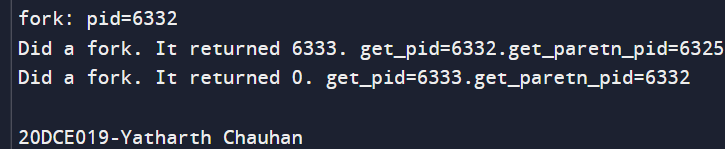 fork: pid=6332
Did a fork. It returned 6333. get_pid=6332.get_paretn_pid=6325
Did a fork. It returned 0. get_pid=6333.get_paretn_pid=6332
20DCE019-Yatharth Chauhan